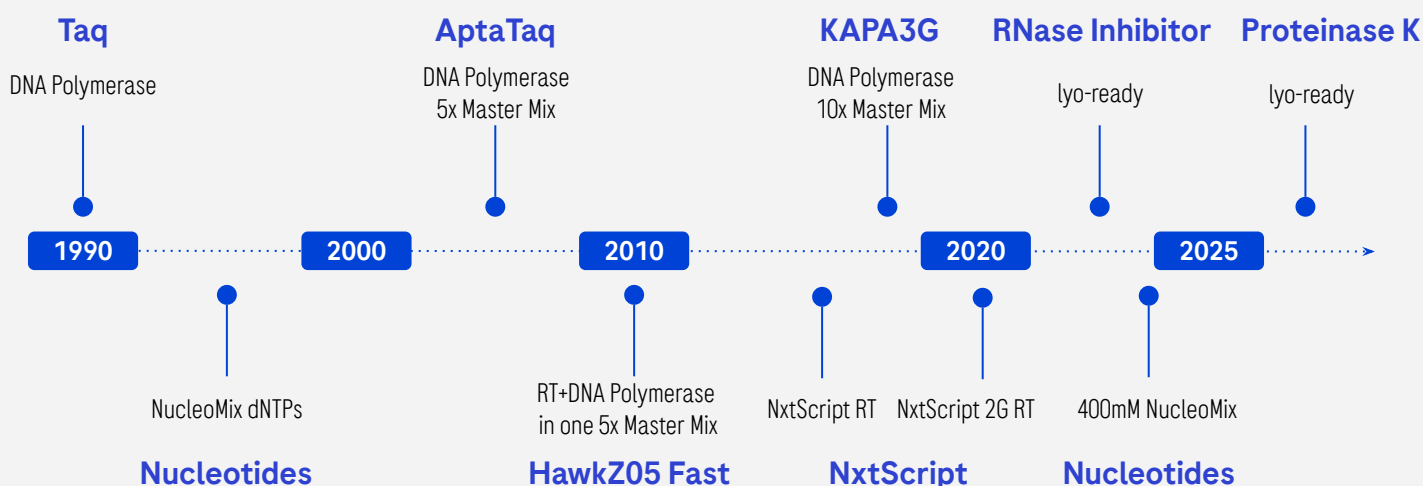 Taq
AptaTaq
KAPA3G
RNase Inhibitor
Proteinase K
DNA Polymerase
DNA Polymerase
5x Master Mix
DNA Polymerase
10x Master Mix
lyo-ready
lyo-ready
1990
2000
2010
2020
2025
NucleoMix dNTPs
RT+DNA Polymerase
in one 5x Master Mix
NxtScript RT
NxtScript 2G RT
400mM NucleoMix
Nucleotides
HawkZ05 Fast
NxtScript
Nucleotides